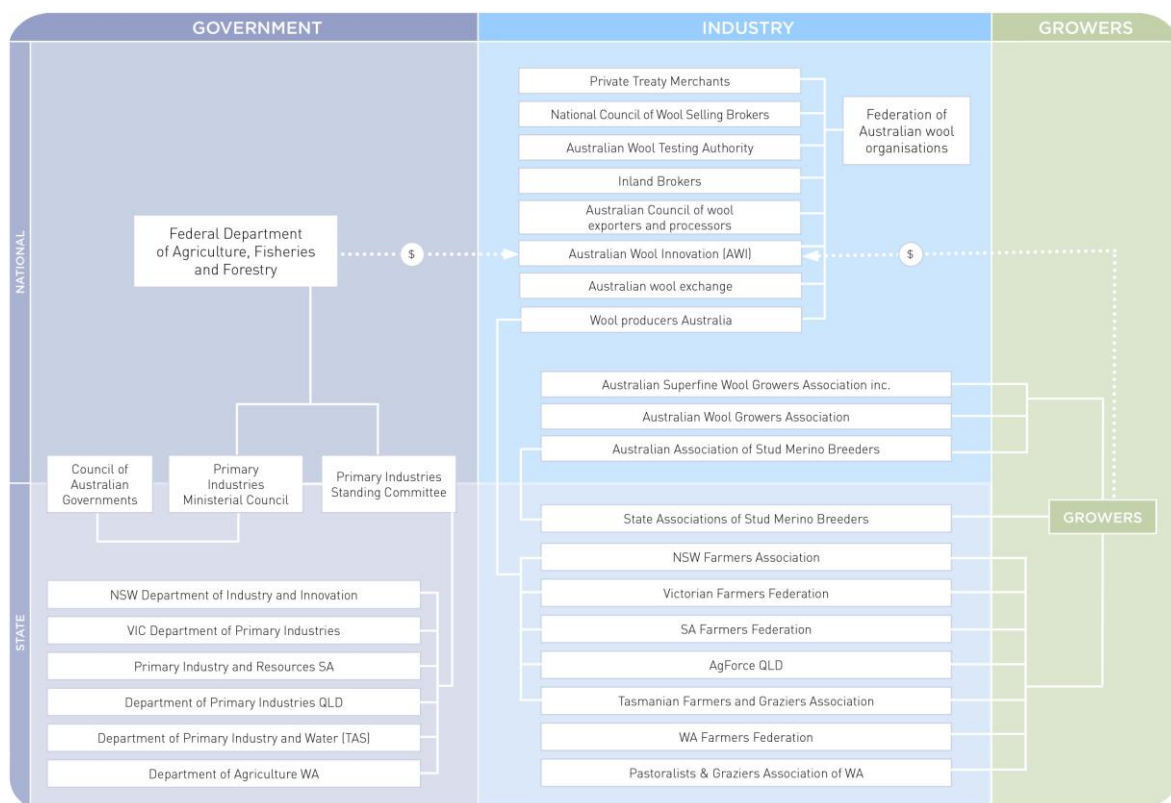 GOVERNMENT
INDUSTRY
GROWERS
NATIONAL
STATE
Federal Department
of Agriculture, Fisheries
and Forestry
$
Council of
Australian
Governments
Primary
Industries
Ministerial Council
Primary Industries
Standing Committee
NSW Department of Industry and Innovation
VIC Department of Primary Industries
Primary Industry and Resources SA
Department of Primary Industries QLD
Department of Primary Industry and Water (TAS)
Department of Agriculture WA
Private Treaty Merchants
National Council of Wool Selling Brokers
Australian Wool Testing Authority
Inland Brokers
Australian Council of wool
exporters and processors
Australian Wool Innovation (AWI)
Australian wool exchange
Wool producers Australia
Federation of
Australian wool
organisations
$
Australian Superfine Wool Growers Association inc.
Australian Wool Growers Association
Australian Association of Stud Merino Breeders
State Associations of Stud Merino Breeders
NSW Farmers Association
Victorian Farmers Federation
SA Farmers Federation
AgForce QLD
Tasmanian Farmers and Graziers Association
WA Farmers Federation
Pastoralists & Graziers Association of WA
GROWERS